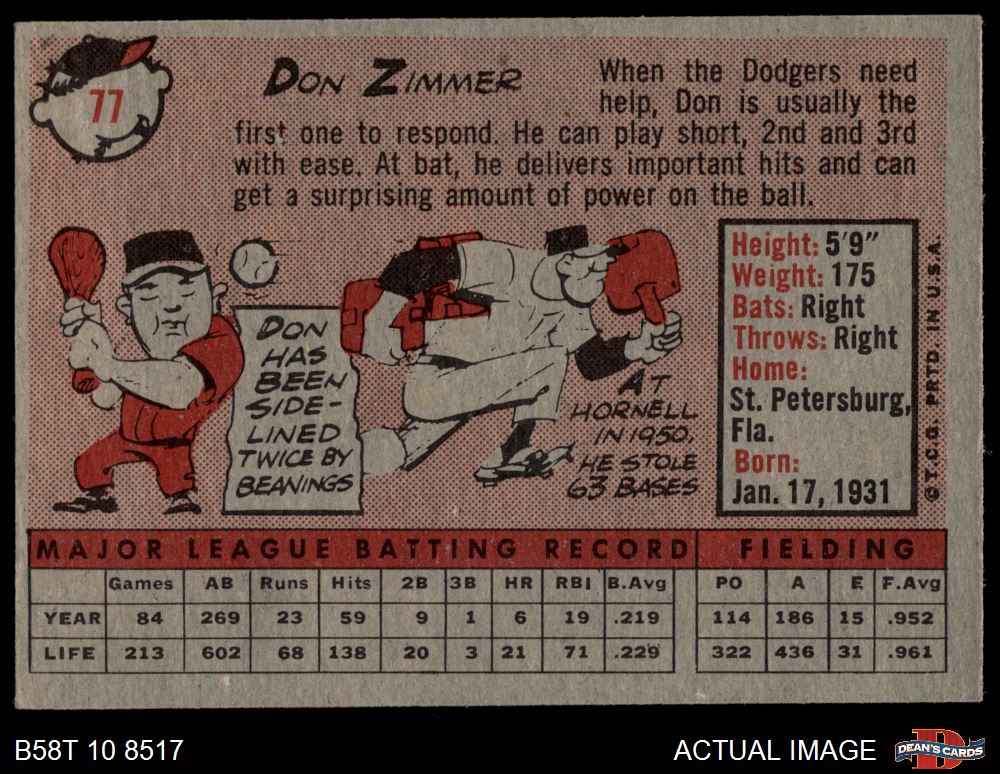 77
DON ZIMMER
When the Dodgers need
help, Don is usually the
first one to respond. He can play short, 2nd and 3rd
with ease. At bat, he delivers important hits and can
get a surprising amount of power on the ball.
DON
HAS
BEEN
SIDE-
LINED
TWICE BY
BEANINGS
AT
HORNELL
IN 1950,
HE STOLE
63 BASES
Height: 5'9"
Weight: 175
Bats: Right
Throws: Right
Home:
St. Petersburg,
Fla.
Born:
Jan. 17, 1931
© T.C.G. PRTD. IN U.S.A.
MAJOR LEAGUE BATTING RECORD FIELDING
Games AB Runs Hits 2B 3B HR RBI B.Avg PO A E F.Avg
YEAR 84 269 23 59 9 1 6 19 .219 114 186 15 .952
LIFE 213 602 68 138 20 3 21 71 .229 322 436 31 .961
B58T 10 8517
ACTUAL IMAGE
D
DEAN'S CARDS